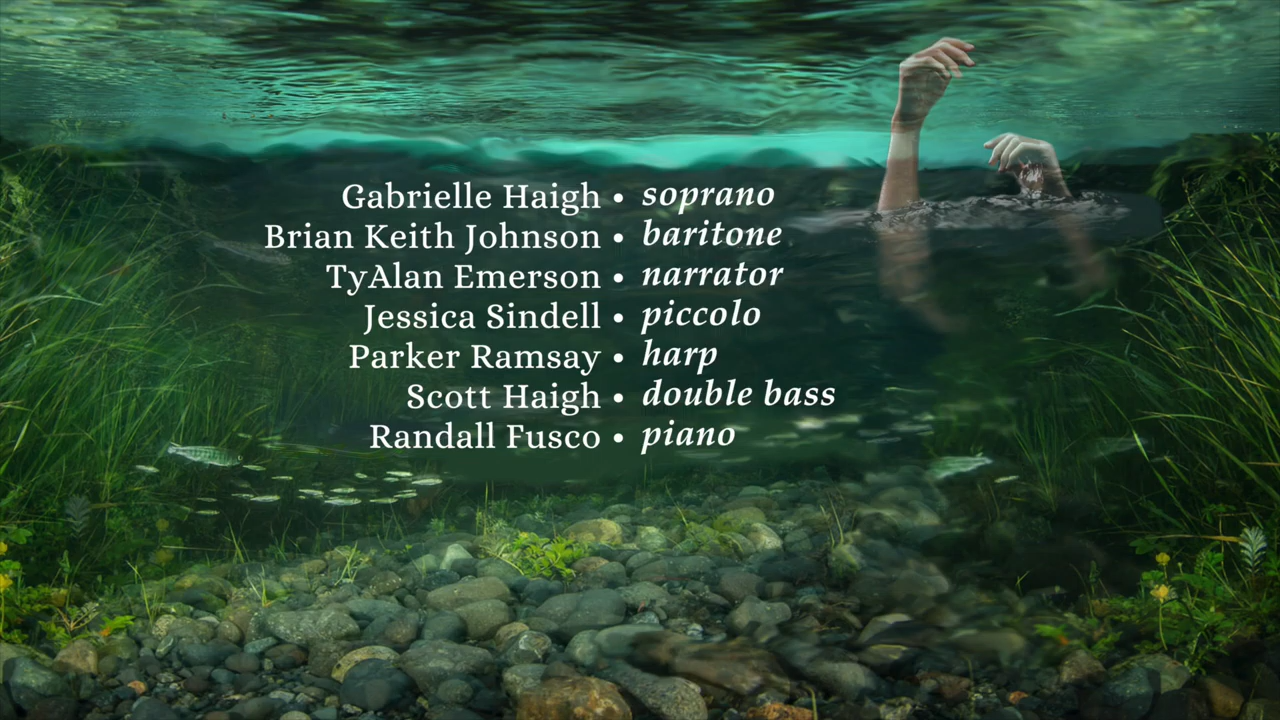 Gabrielle Haigh • soprano
Brian Keith Johnson • baritone
TyAlan Emerson • narrator
Jessica Sindell • piccolo
Parker Ramsay • harp
Scott Haigh • double bass
Randall Fusco • piano